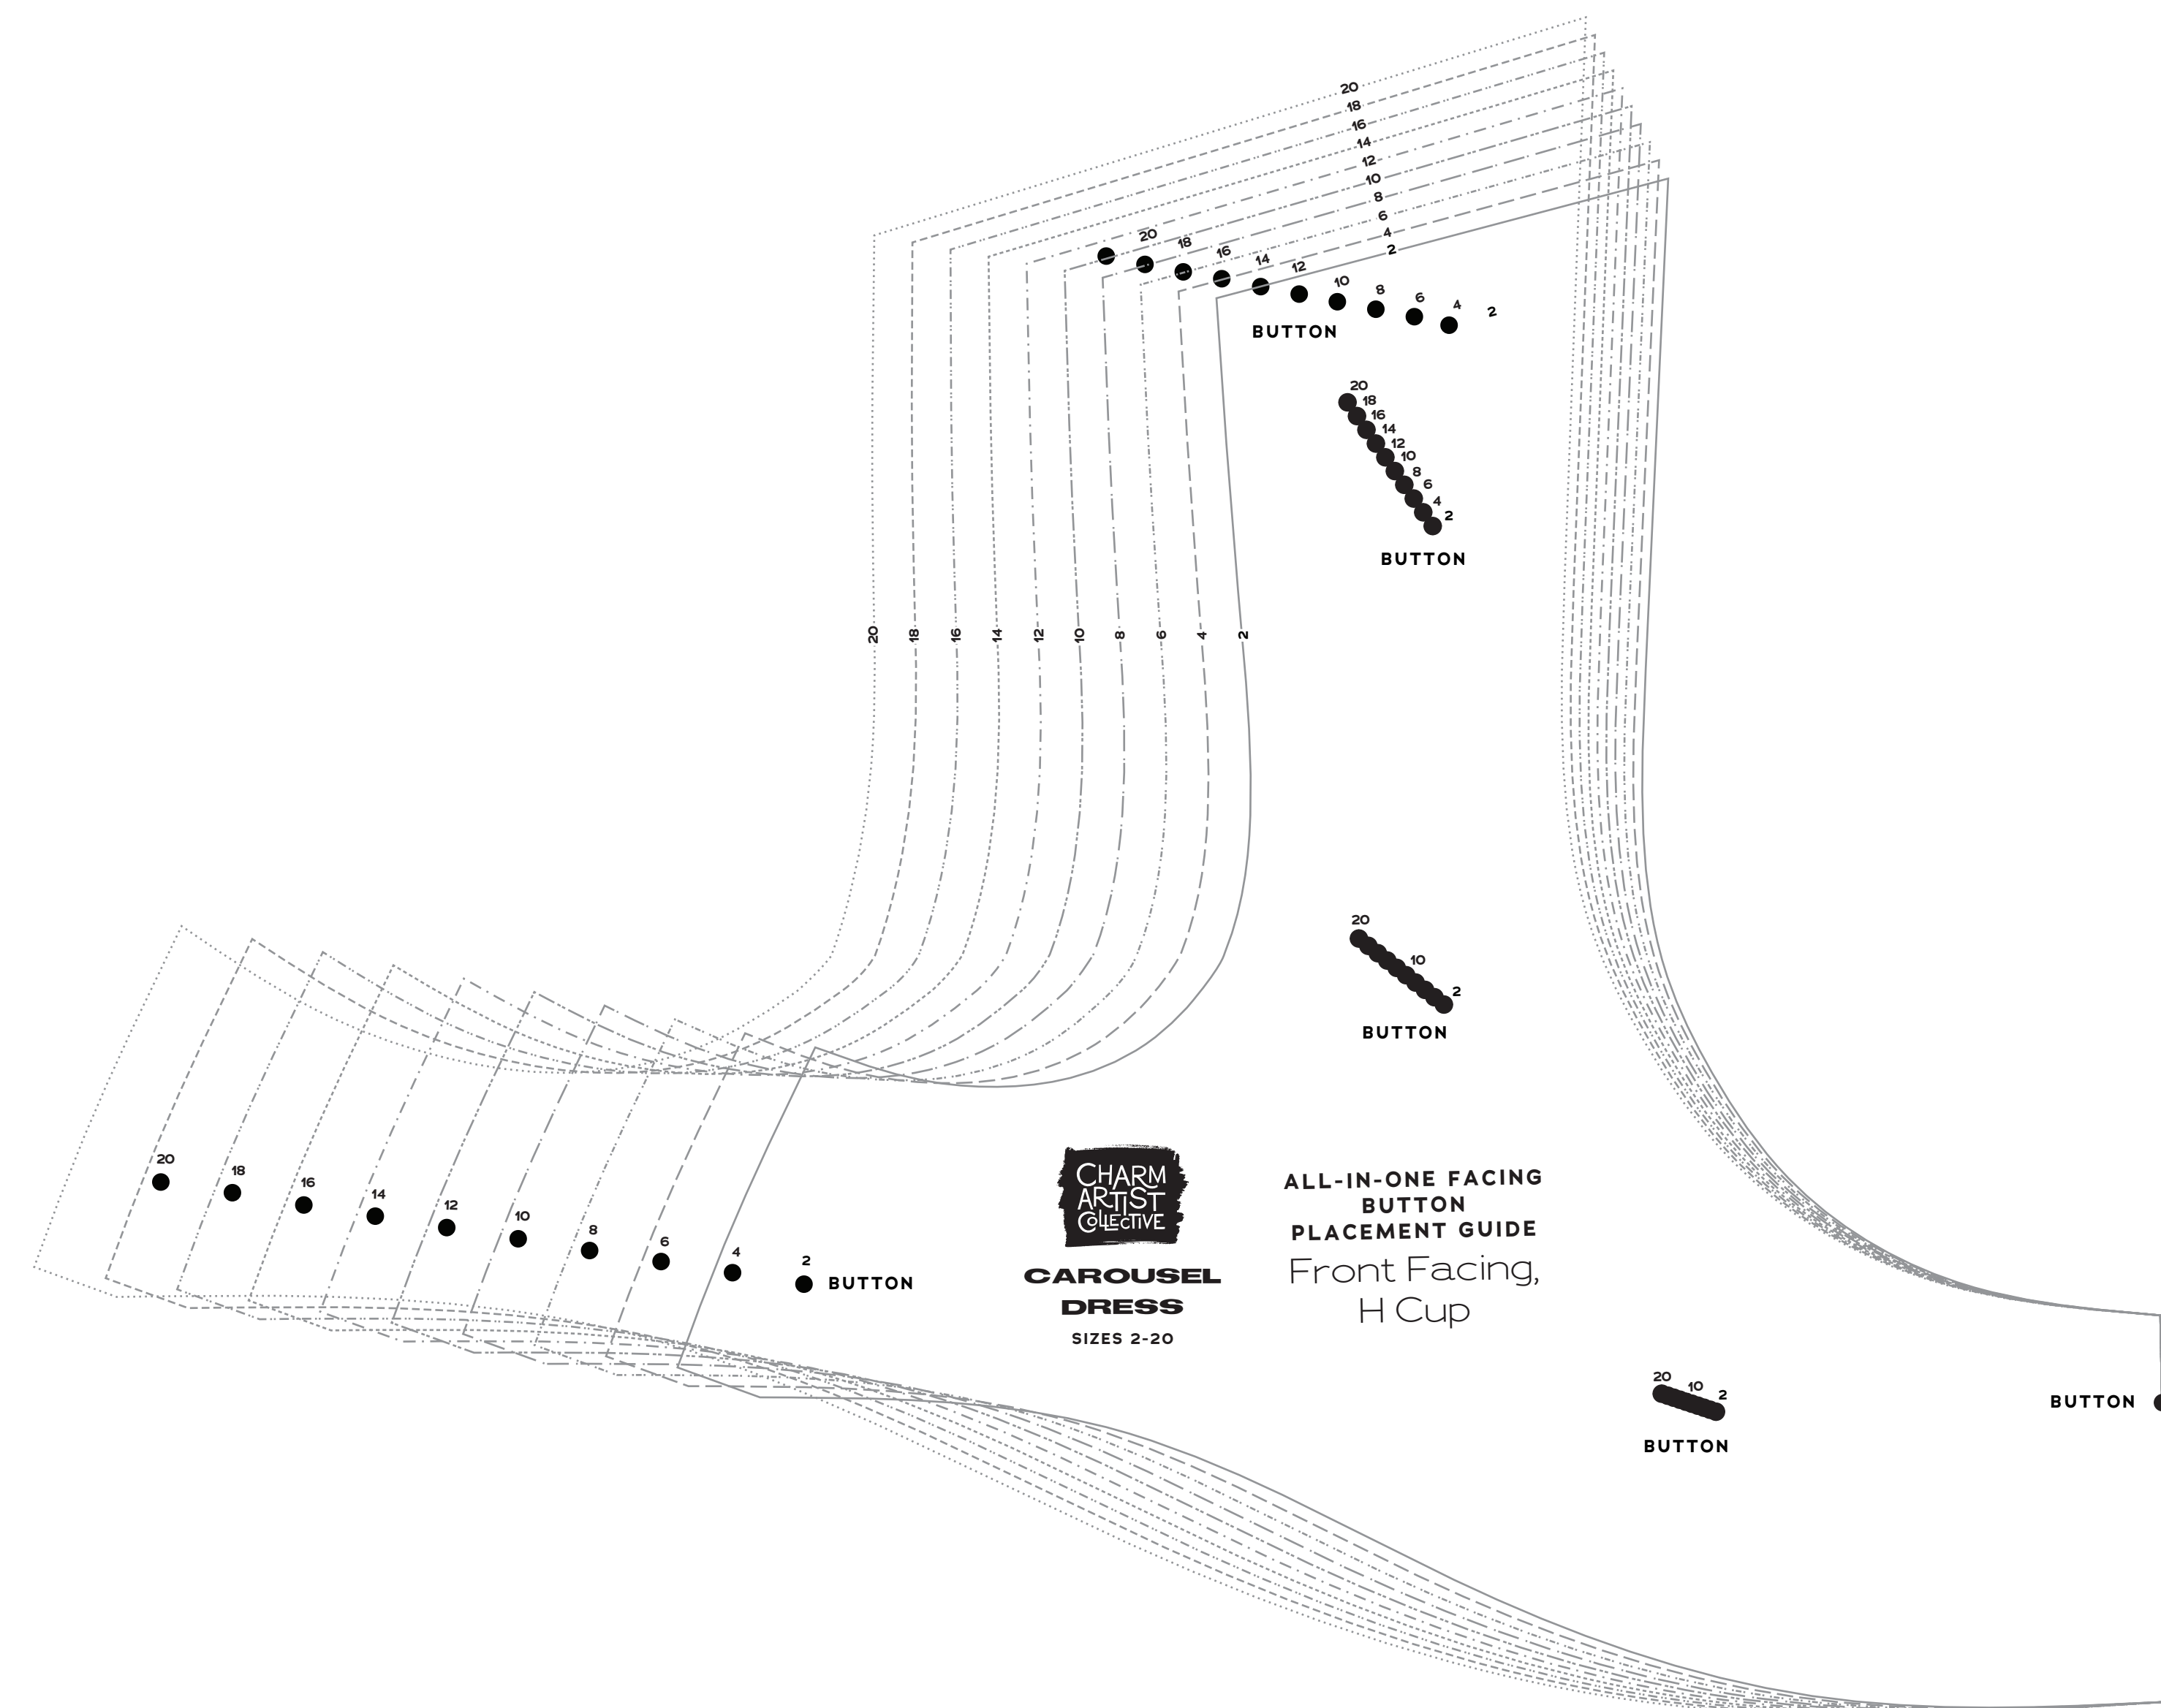 20
18
16
14
12
10
8
6
4
2
20 18 16 14 12 10 8 6 4 2
BUTTON
20
18
16
14
12
10
8
6
4
2
BUTTON
20 18 16 14 12 10 8 6 4 2
20
10
2
BUTTON
20 18 16 14 12 10 8 6 4 2
BUTTON
CHARM
ARTIST
COLLECTIVE
CAROUSEL
DRESS
SIZES 2-20
ALL-IN-ONE FACING
BUTTON
PLACEMENT GUIDE
Front Facing,
H Cup
20 10 2
BUTTON
BUTTON